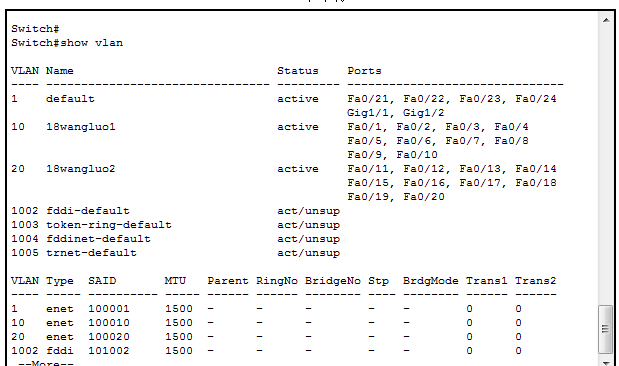 Switch#
Switch#show vlan
VLAN Name                             Status    Ports
---- -------------------------------- --------- -------------------------------
1    default                          active    Fa0/21, Fa0/22, Fa0/23, Fa0/24
                                                Gig1/1, Gig1/2
10   18wangluo1                       active    Fa0/1, Fa0/2, Fa0/3, Fa0/4
                                                Fa0/5, Fa0/6, Fa0/7, Fa0/8
                                                Fa0/9, Fa0/10
20   18wangluo2                       active    Fa0/11, Fa0/12, Fa0/13, Fa0/14
                                                Fa0/15, Fa0/16, Fa0/17, Fa0/18
                                                Fa0/19, Fa0/20
1002 fddi-default                     act/unsup
1003 token-ring-default               act/unsup
1004 fddinet-default                  act/unsup
1005 trnet-default                    act/unsup
VLAN Type  SAID       MTU   Parent RingNo BridgeNo Stp  BrdgMode Trans1 Trans2
---- ----- ---------- ----- ------ ------ -------- ---- -------- ------ ------
1    enet  100001     1500  -      -      -        -    -        0      0
10   enet  100010     1500  -      -      -        -    -        0      0
20   enet  100020     1500  -      -      -        -    -        0      0
1002 fddi  101002     1500  -      -      -        -    -        0      0
--More--